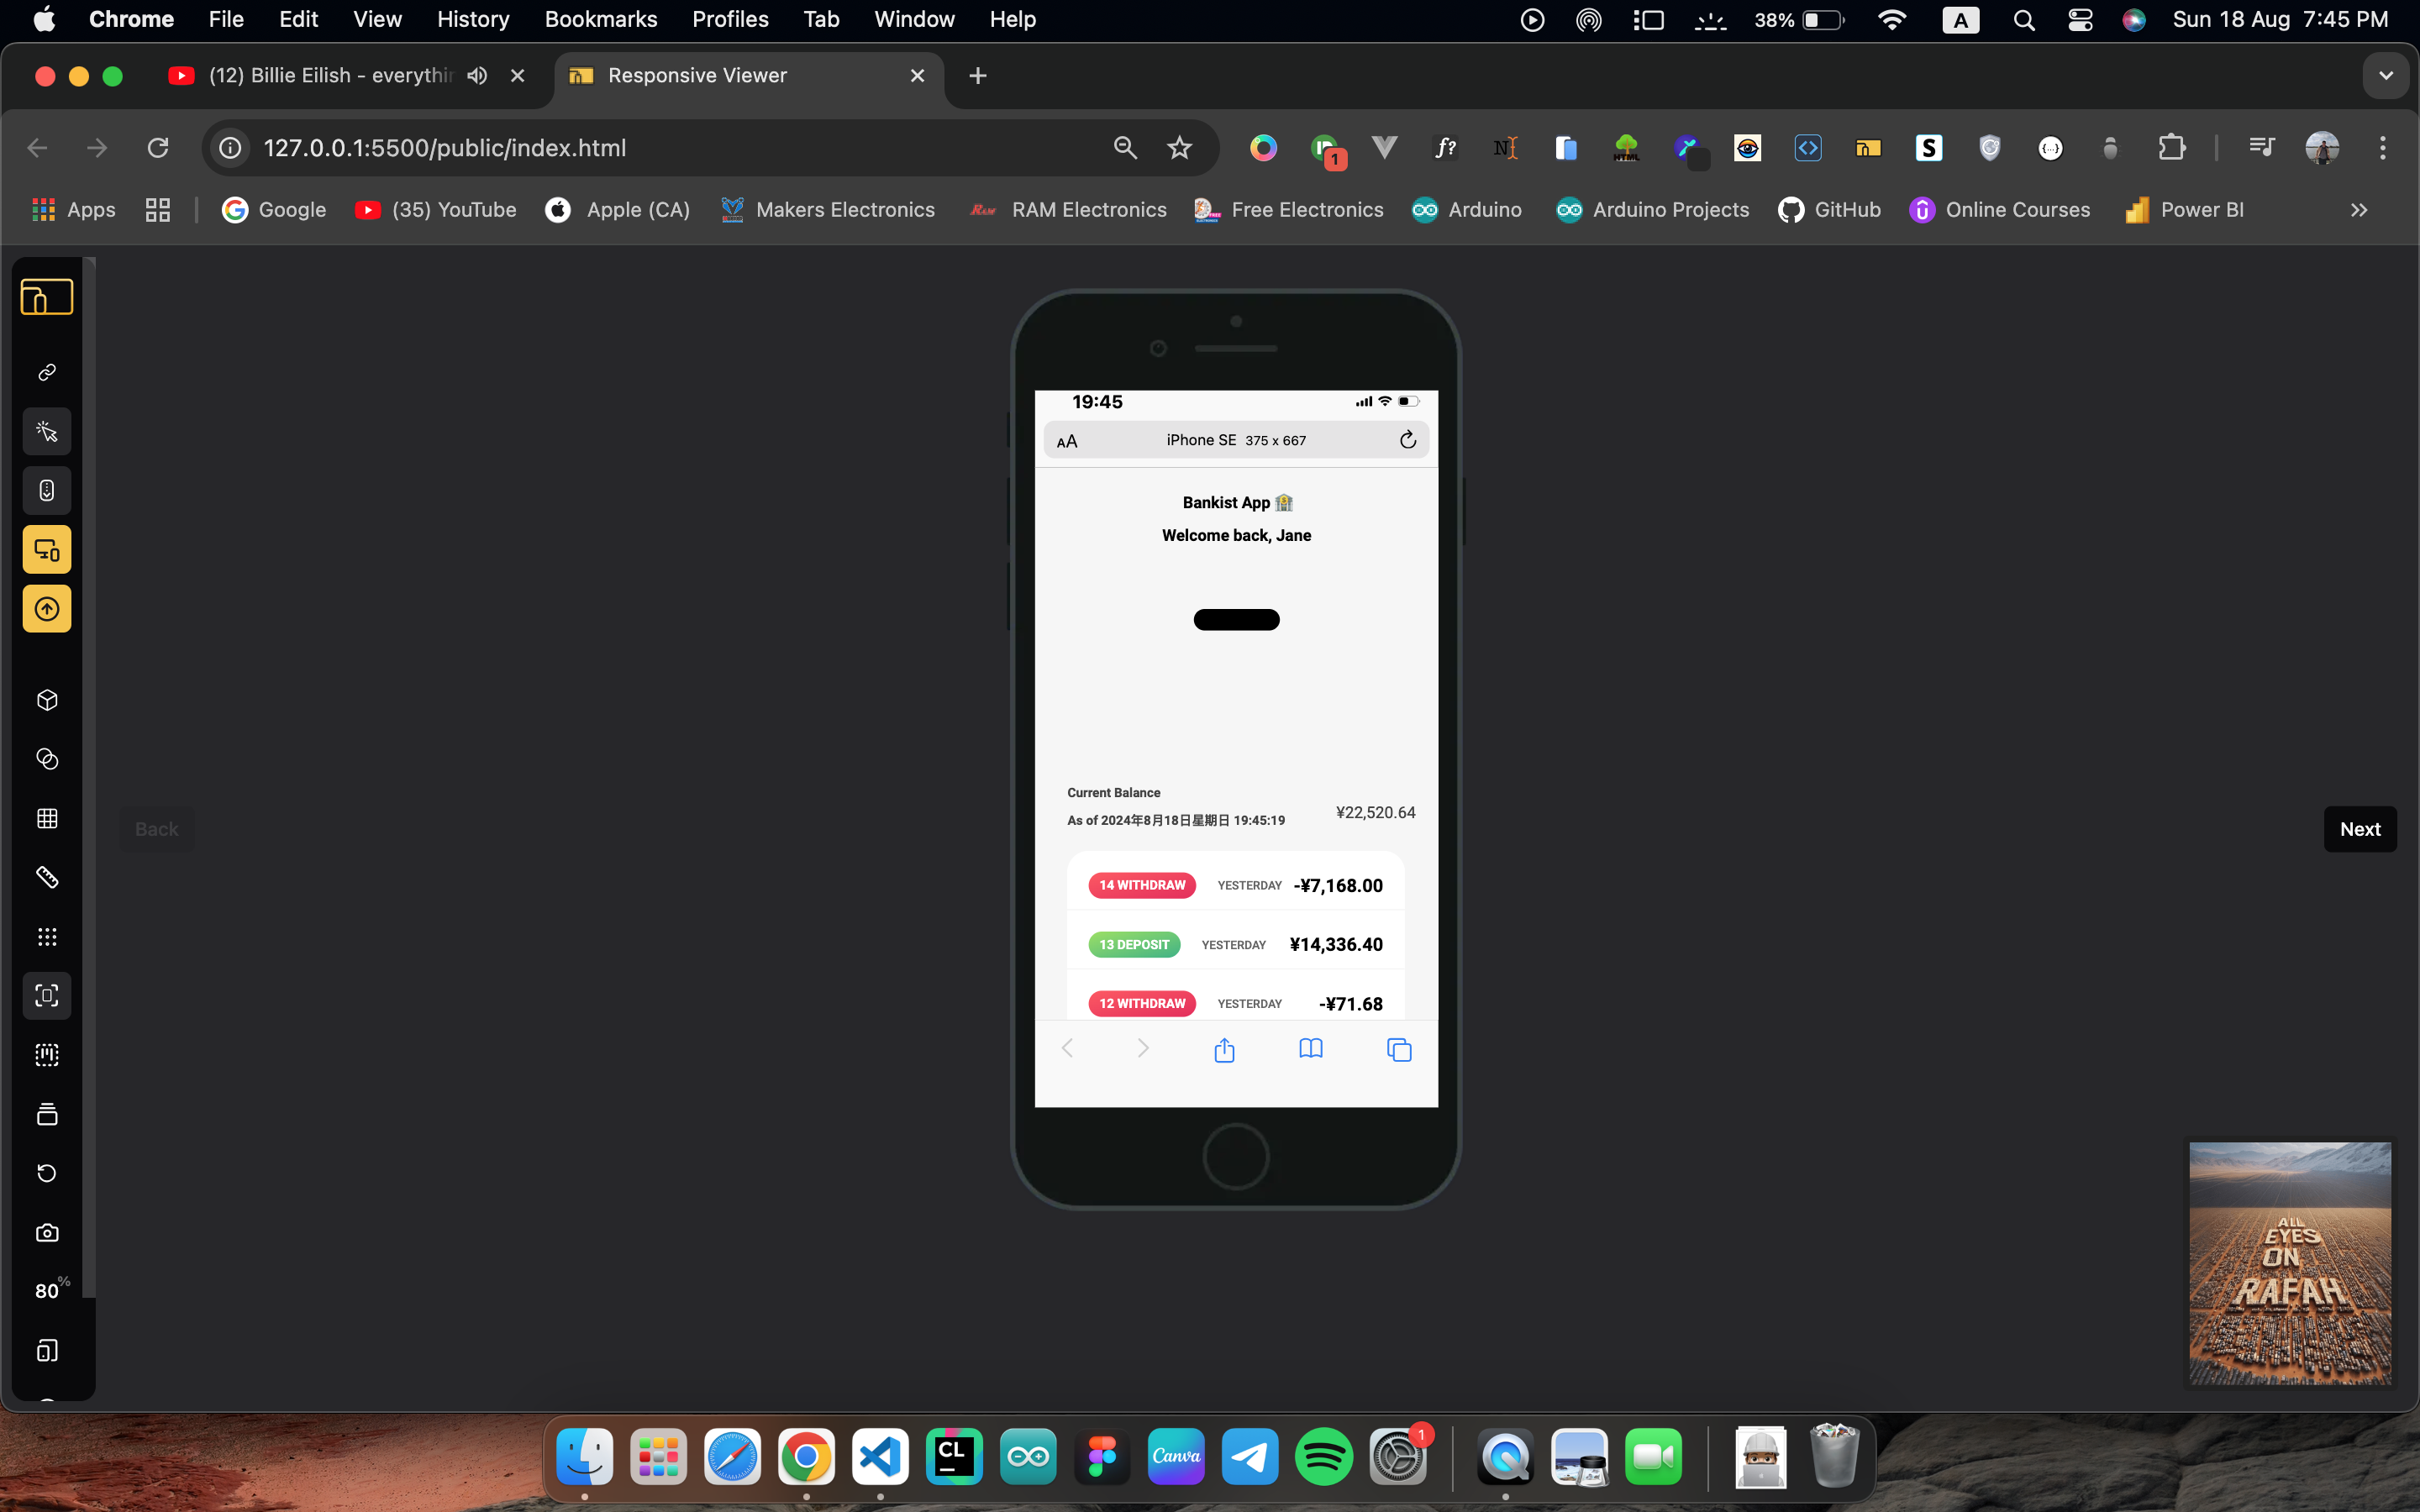 Chrome File Edit View History Bookmarks Profiles Tab Window Help 38% A Sun 18 Aug 7:45 PM
(12) Billie Eilish - everythin Responsive Viewer
127.0.0.1:5500/public/index.html f? N 1 S
Apps Google (35) YouTube Apple (CA) Makers Electronics RAM Electronics Free Electronics Arduino Arduino Projects GitHub Online Courses Power BI
19:45
AA iPhone SE 375 x 667
Bankist App
Welcome back, Jane
Current Balance
As of 2024年8月18日星期日 19:45:19
¥22,520.64
14 WITHDRAW YESTERDAY -¥7,168.00
13 DEPOSIT YESTERDAY ¥14,336.40
12 WITHDRAW YESTERDAY -¥71.68
Back
Next
80%
ALL
EYES
ON
RAFAH
CL
Canva
1